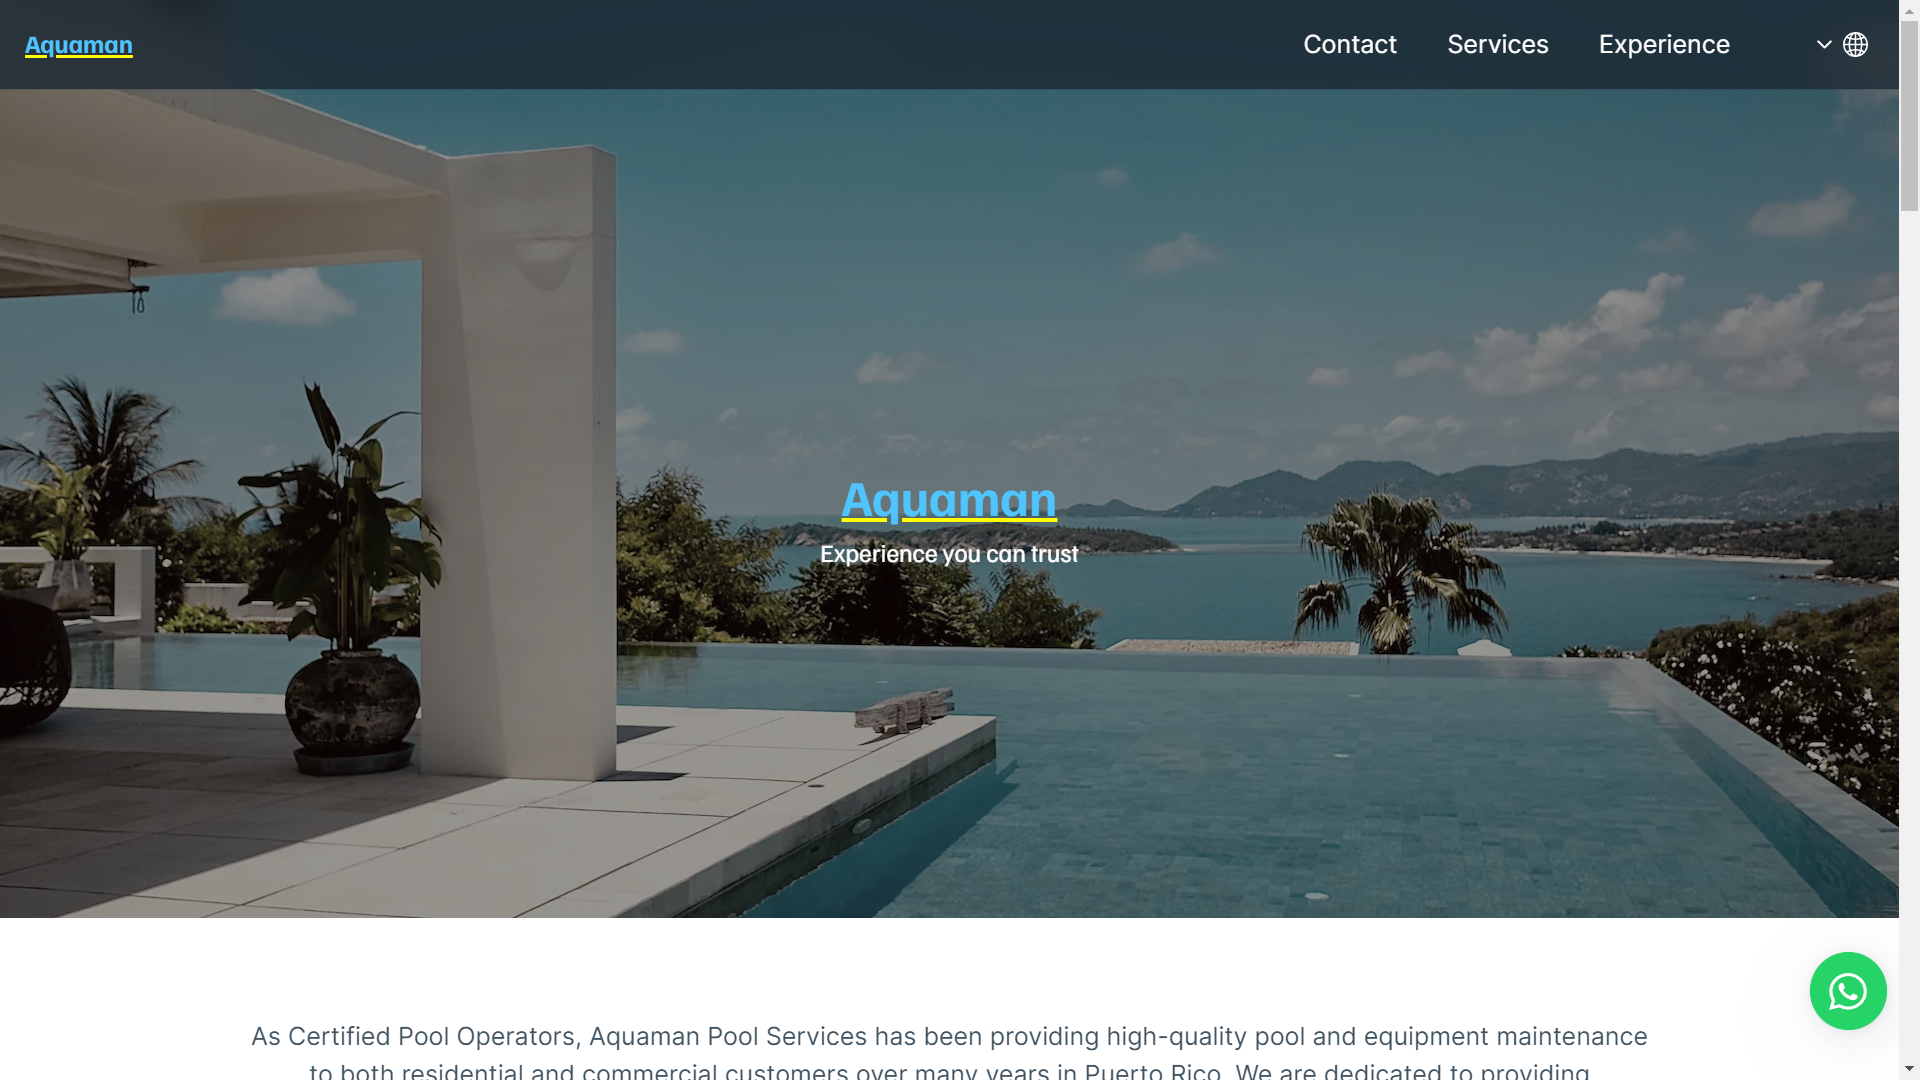 Aquaman
Contact
Services
Experience
Aquaman
Experience you can trust
As Certified Pool Operators, Aquaman Pool Services has been providing high-quality pool and equipment maintenance
to both residential and commercial customers over many years in Puerto Rico. We are dedicated to providing